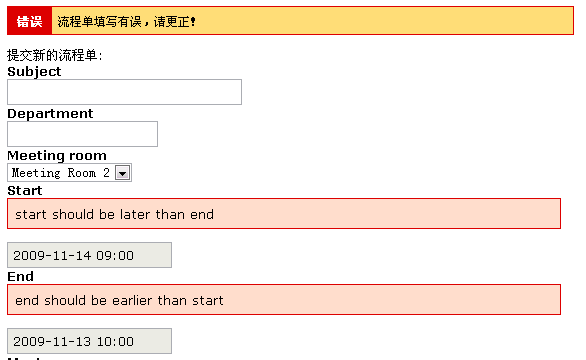 错误 流程单填写有误，请更正！
提交新的流程单:
Subject
Department
Meeting room
Meeting Room 2
Start
start should be later than end
2009-11-14 09:00
End
end should be earlier than start
2009-11-13 10:00